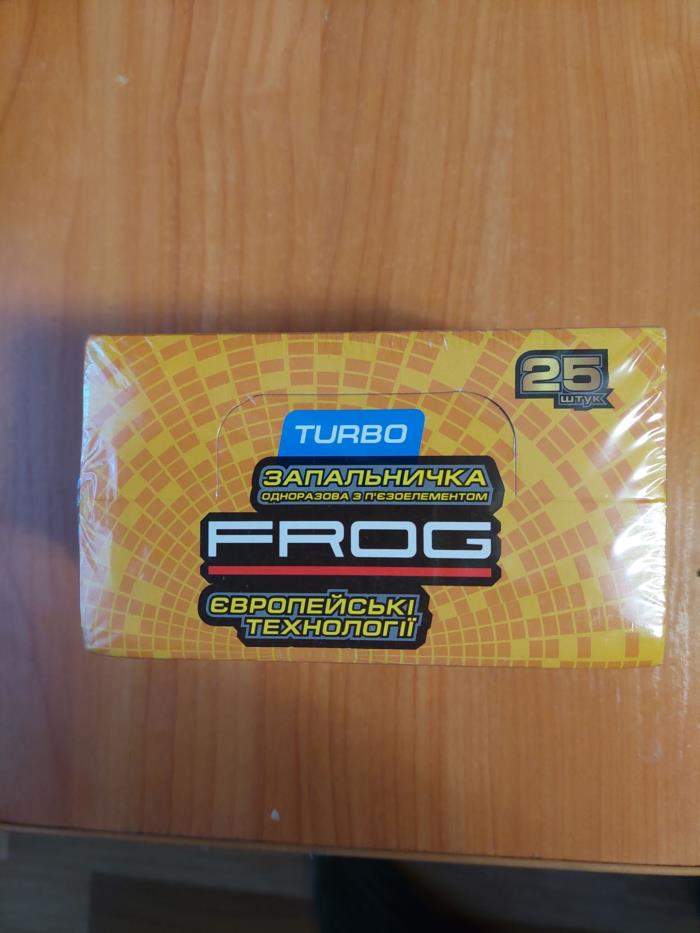 25
ШТУК
TURBO
ЗАПАЛЬНИЧКА
ОДНОРАЗОВА З П'ЄЗОЕЛЕМЕНТОМ
FROG
ЄВРОПЕЙСЬКІ
ТЕХНОЛОГІЇ